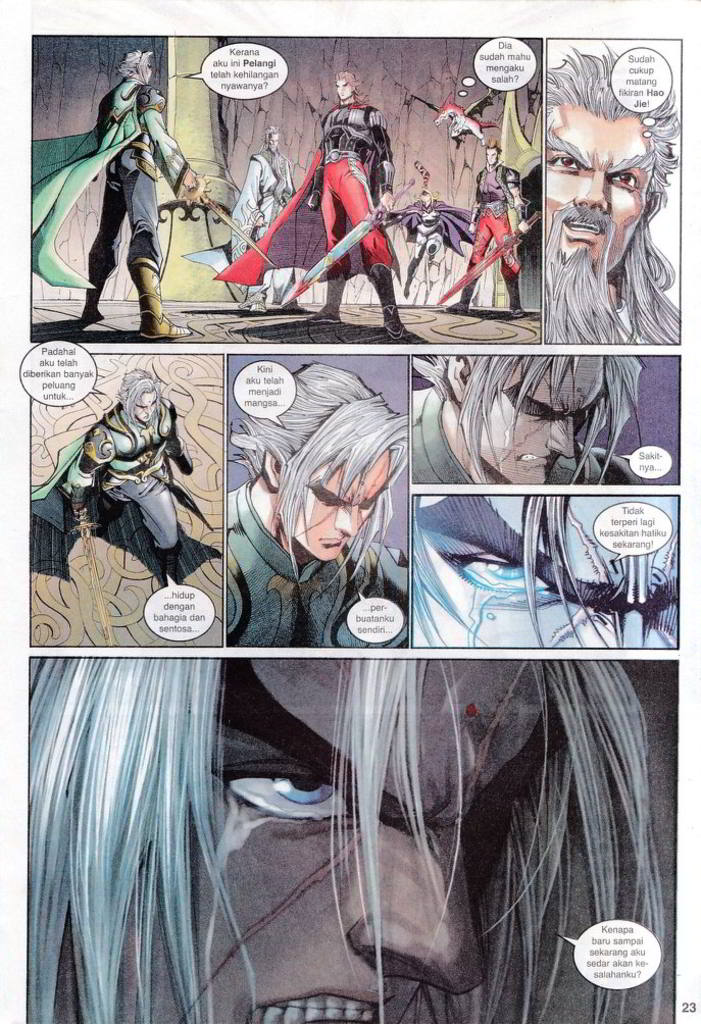 Kerana
aku ini Pelangi
telah kehilangan
nyawanya?
Dia
sudah mahu
mengaku
salah?
Sudah
cukup
matang
fikiran Hao
Jie!
Padahal
aku telah
diberikan banyak
peluang
untuk...
...hidup
dengan
bahagia dan
sentosa...
Kini
aku telah
menjadi
mangsa...
...per-
buatanku
sendiri...
Sakit-
nya...
Tidak
terperi lagi
kesakitan hatiku
sekarang!
Kenapa
baru sampai
sekarang aku
sedar akan ke-
salahanku?
23